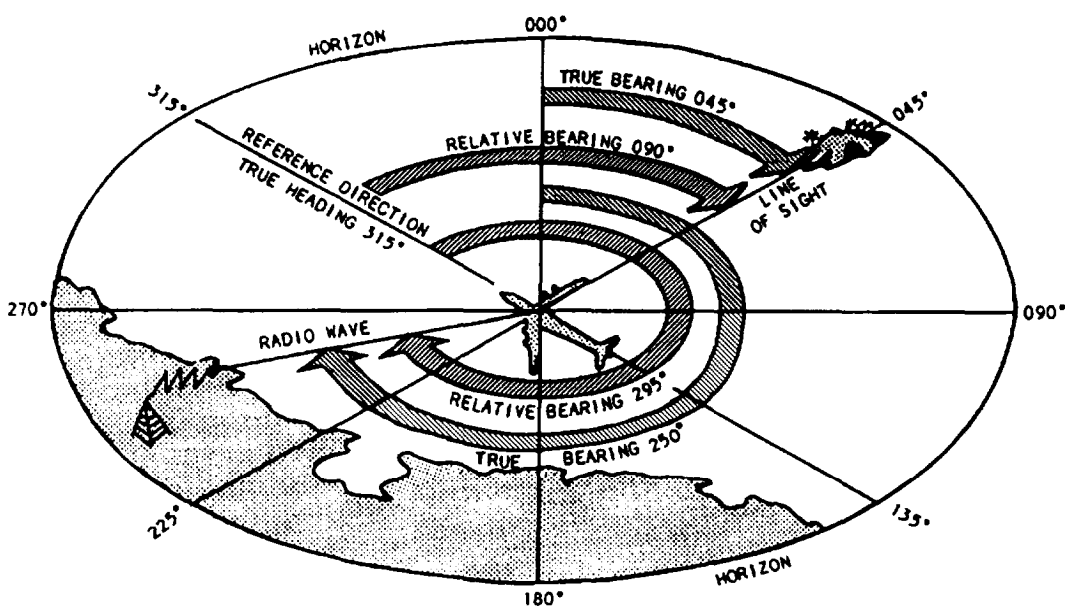 000°
HORIZON
TRUE BEARING 045°
315°
045°
RELATIVE BEARING 090°
REFERENCE DIRECTION
TRUE HEADING 315°
LINE
OF SIGHT
270°
090°
RADIO WAVE
RELATIVE BEARING 295°
TRUE BEARING 250°
225°
135°
HORIZON
180°